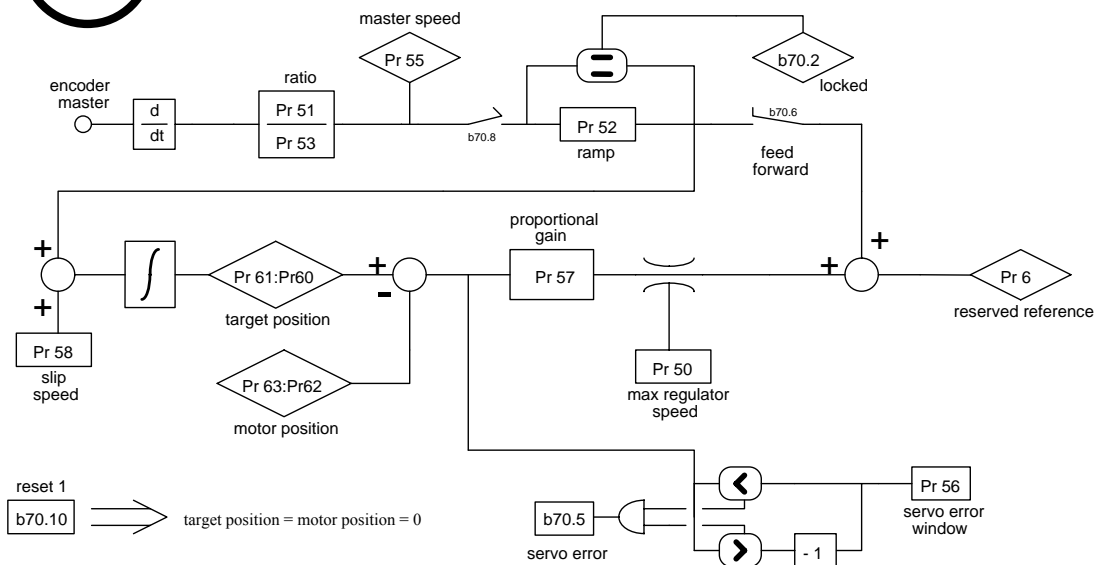 master speed
Pr 55
b70.2
locked
encoder
master
d
dt
ratio
Pr 51
Pr 53
b70.8
=
Pr 52
ramp
b70.6
feed
forward
+
+
Pr 58
slip
speed
∫
Pr 61:Pr60
target position
+
-
Pr 63:Pr62
motor position
proportional
gain
Pr 57
Pr 50
max regulator
speed
+
+
Pr 6
reserved reference
reset 1
b70.10
target position = motor position = 0
b70.5
servo error
<
>
- 1
Pr 56
servo error
window